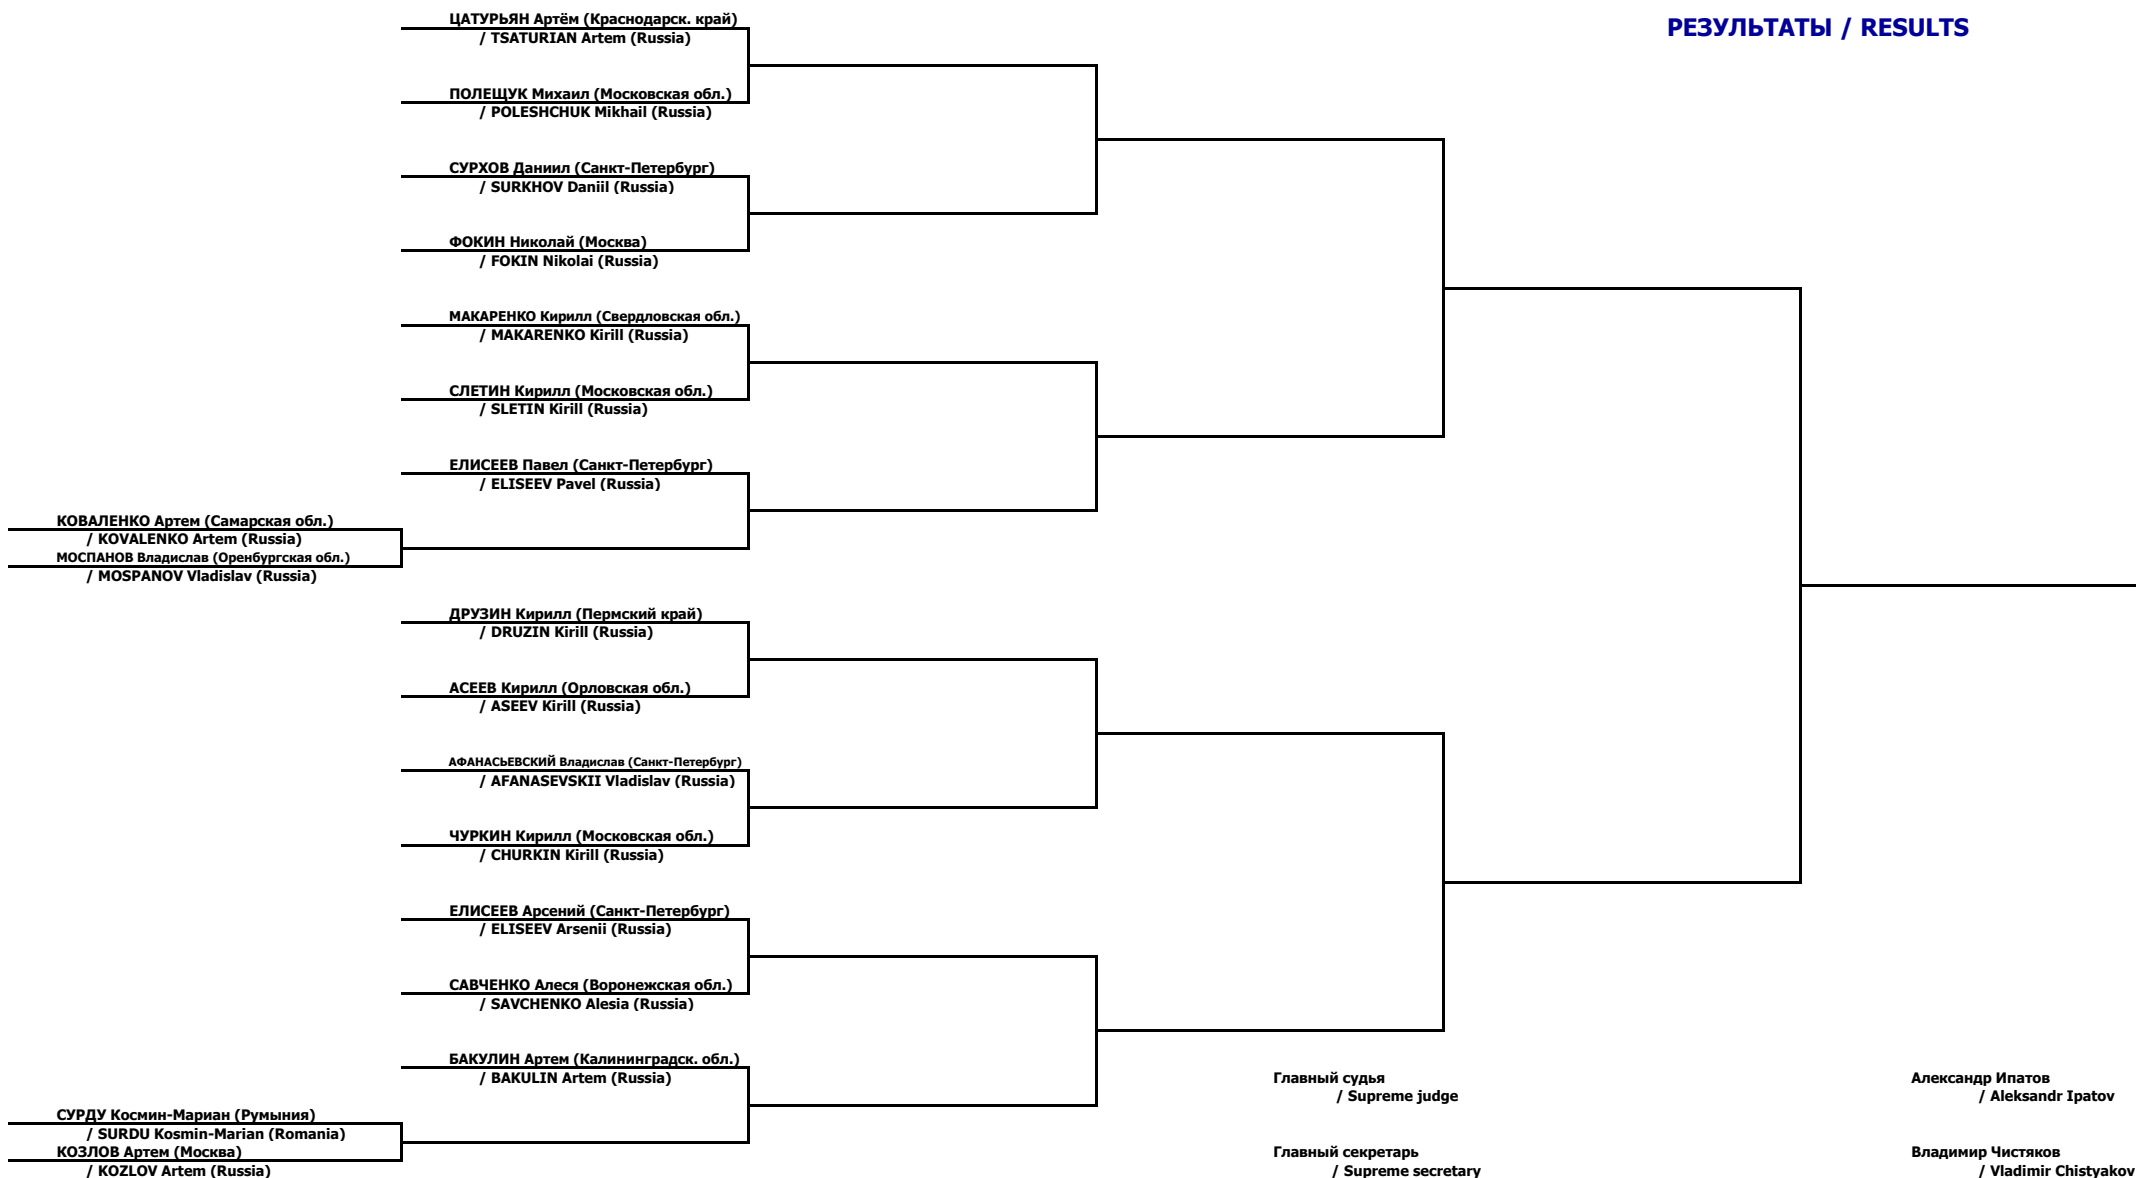 РЕЗУЛЬТАТЫ / RESULTS
ЦАТУРЬЯН Артём (Краснодарск. край)
/ TSATURIAN Artem (Russia)
ПОЛЕЩУК Михаил (Московская обл.)
/ POLESHCHUK Mikhail (Russia)
СУРХОВ Даниил (Санкт-Петербург)
/ SURKHOV Daniil (Russia)
ФОКИН Николай (Москва)
/ FOKIN Nikolai (Russia)
МАКАРЕНКО Кирилл (Свердловская обл.)
/ MAKARENKO Kirill (Russia)
СЛЕТИН Кирилл (Московская обл.)
/ SLETIN Kirill (Russia)
ЕЛИСЕЕВ Павел (Санкт-Петербург)
/ ELISEEV Pavel (Russia)
КОВАЛЕНКО Артем (Самарская обл.)
/ KOVALENKO Artem (Russia)
МОСПАНОВ Владислав (Оренбургская обл.)
/ MOSPANOV Vladislav (Russia)
ДРУЗИН Кирилл (Пермский край)
/ DRUZIN Kirill (Russia)
АСЕЕВ Кирилл (Орловская обл.)
/ ASEEV Kirill (Russia)
АФАНАСЬЕВСКИЙ Владислав (Санкт-Петербург)
/ AFANASEVSKII Vladislav (Russia)
ЧУРКИН Кирилл (Московская обл.)
/ CHURKIN Kirill (Russia)
ЕЛИСЕЕВ Арсений (Санкт-Петербург)
/ ELISEEV Arsenii (Russia)
САВЧЕНКО Алеся (Воронежская обл.)
/ SAVCHENKO Alesia (Russia)
БАКУЛИН Артем (Калининградск. обл.)
/ BAKULIN Artem (Russia)
СУРДУ Космин-Мариан (Румыния)
/ SURDU Kosmin-Marian (Romania)
КОЗЛОВ Артем (Москва)
/ KOZLOV Artem (Russia)
Главный судья
/ Supreme judge
Александр Ипатов
/ Aleksandr Ipatov
Главный секретарь
/ Supreme secretary
Владимир Чистяков
/ Vladimir Chistyakov